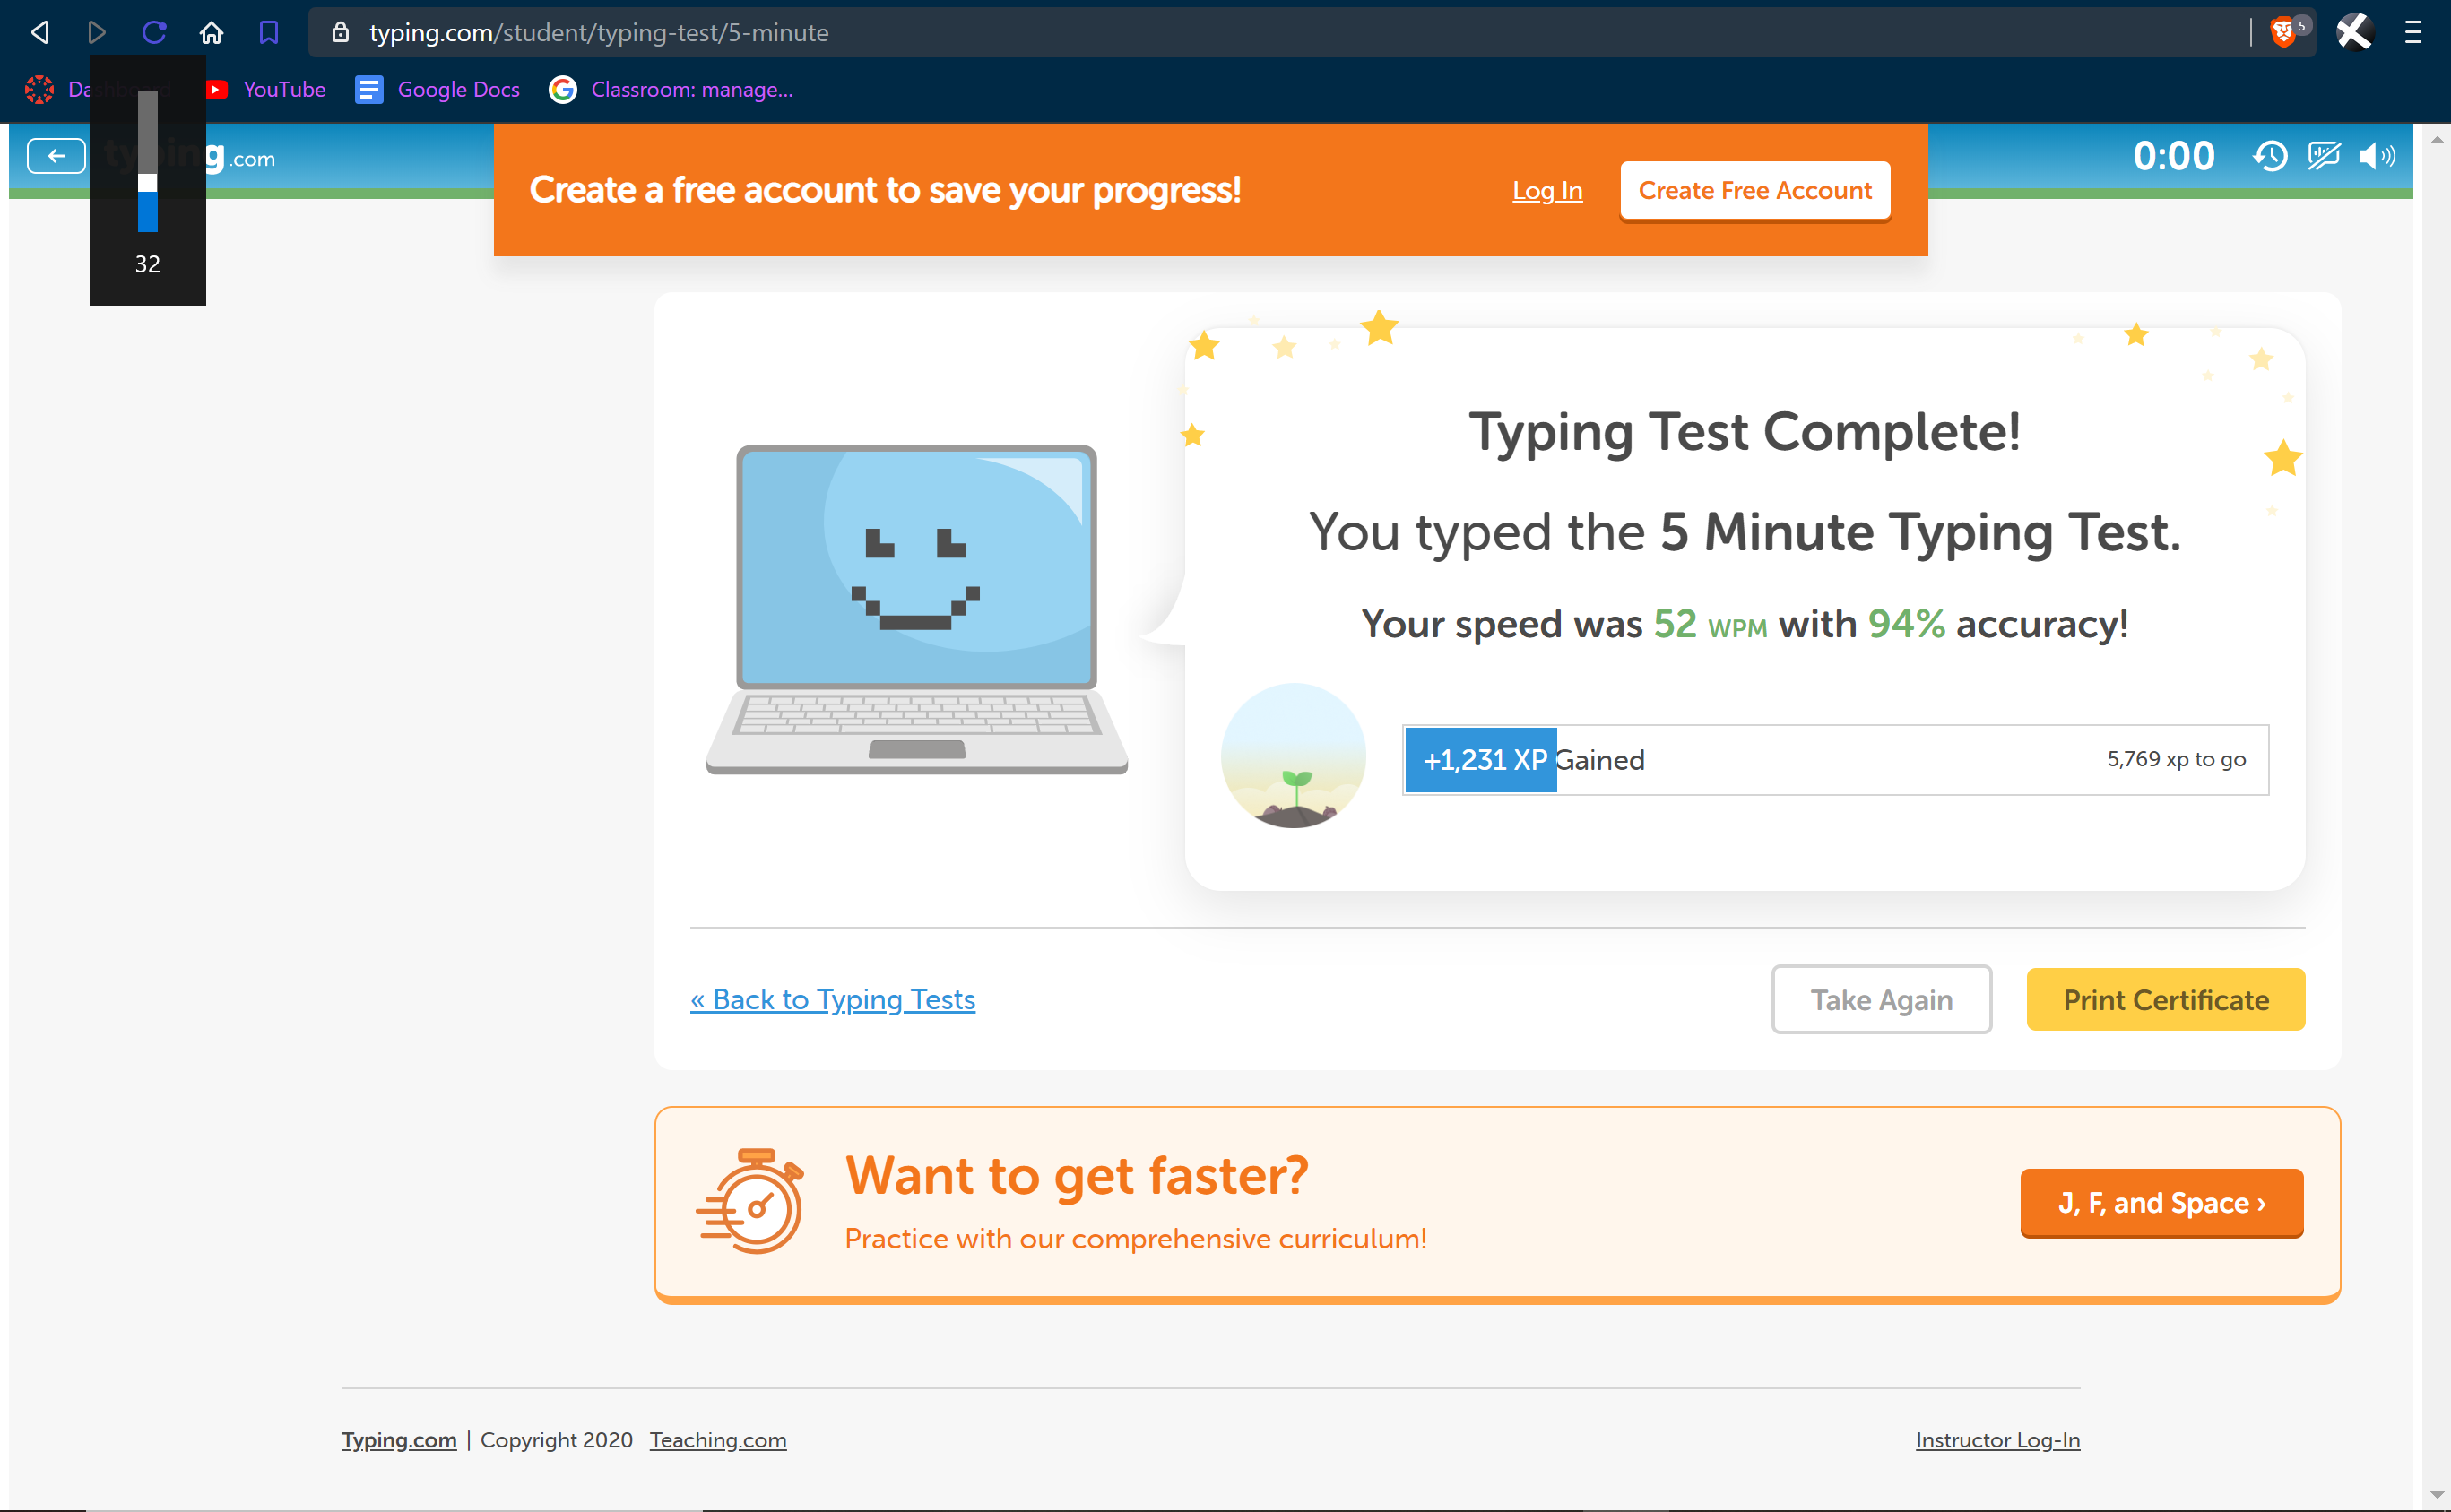 typing.com/student/typing-test/5-minute
5
Dashboard YouTube Google Docs Classroom: manage...
typing.com
Create a free account to save your progress! Log In Create Free Account
0:00
32
Typing Test Complete!
You typed the 5 Minute Typing Test.
Your speed was 52 WPM with 94% accuracy!
+1,231 XP Gained 5,769 xp to go
« Back to Typing Tests Take Again Print Certificate
Want to get faster?
Practice with our comprehensive curriculum!
J, F, and Space ›
Typing.com | Copyright 2020 Teaching.com Instructor Log-In